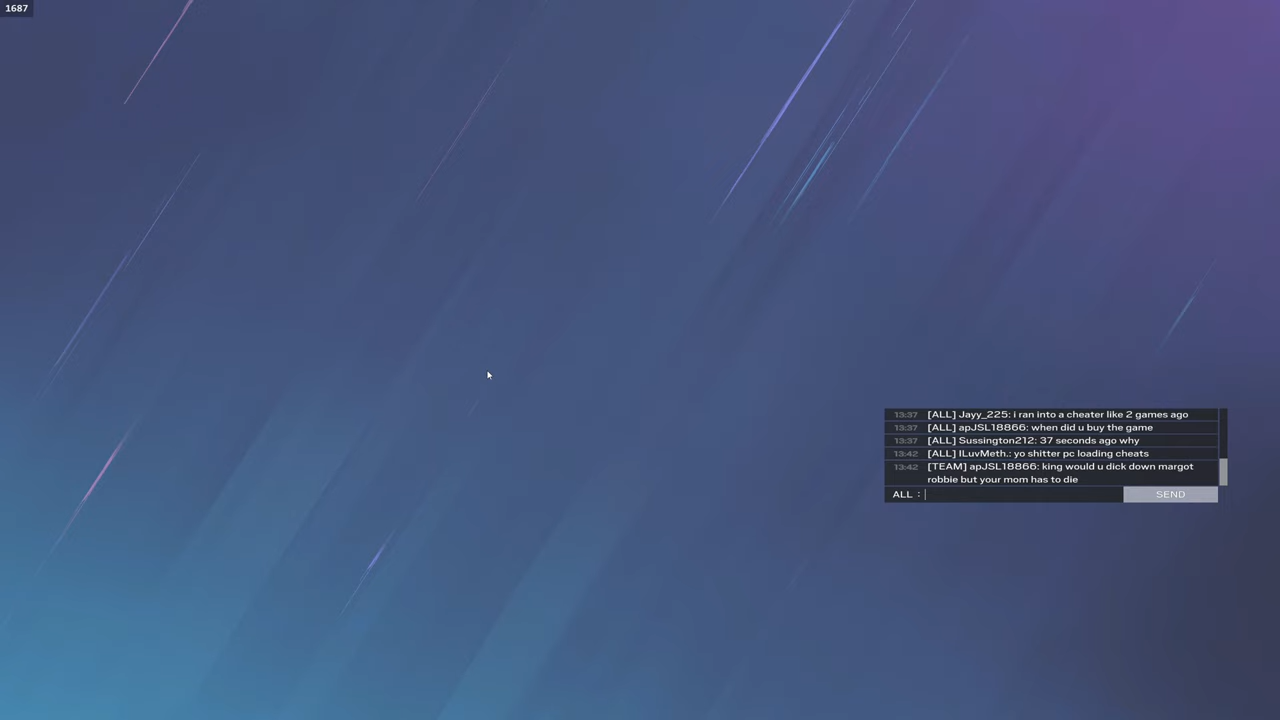 1687
13:37 [ALL] Jayy_225: i ran into a cheater like 2 games ago
13:37 [ALL] apJSL18866: when did u buy the game
13:37 [ALL] Sussington212: 37 seconds ago why
13:42 [ALL] ILuvMeth.: yo shitter pc loading cheats
13:42 [TEAM] apJSL18866: king would u dick down margot
robbie but your mom has to die
ALL : SEND